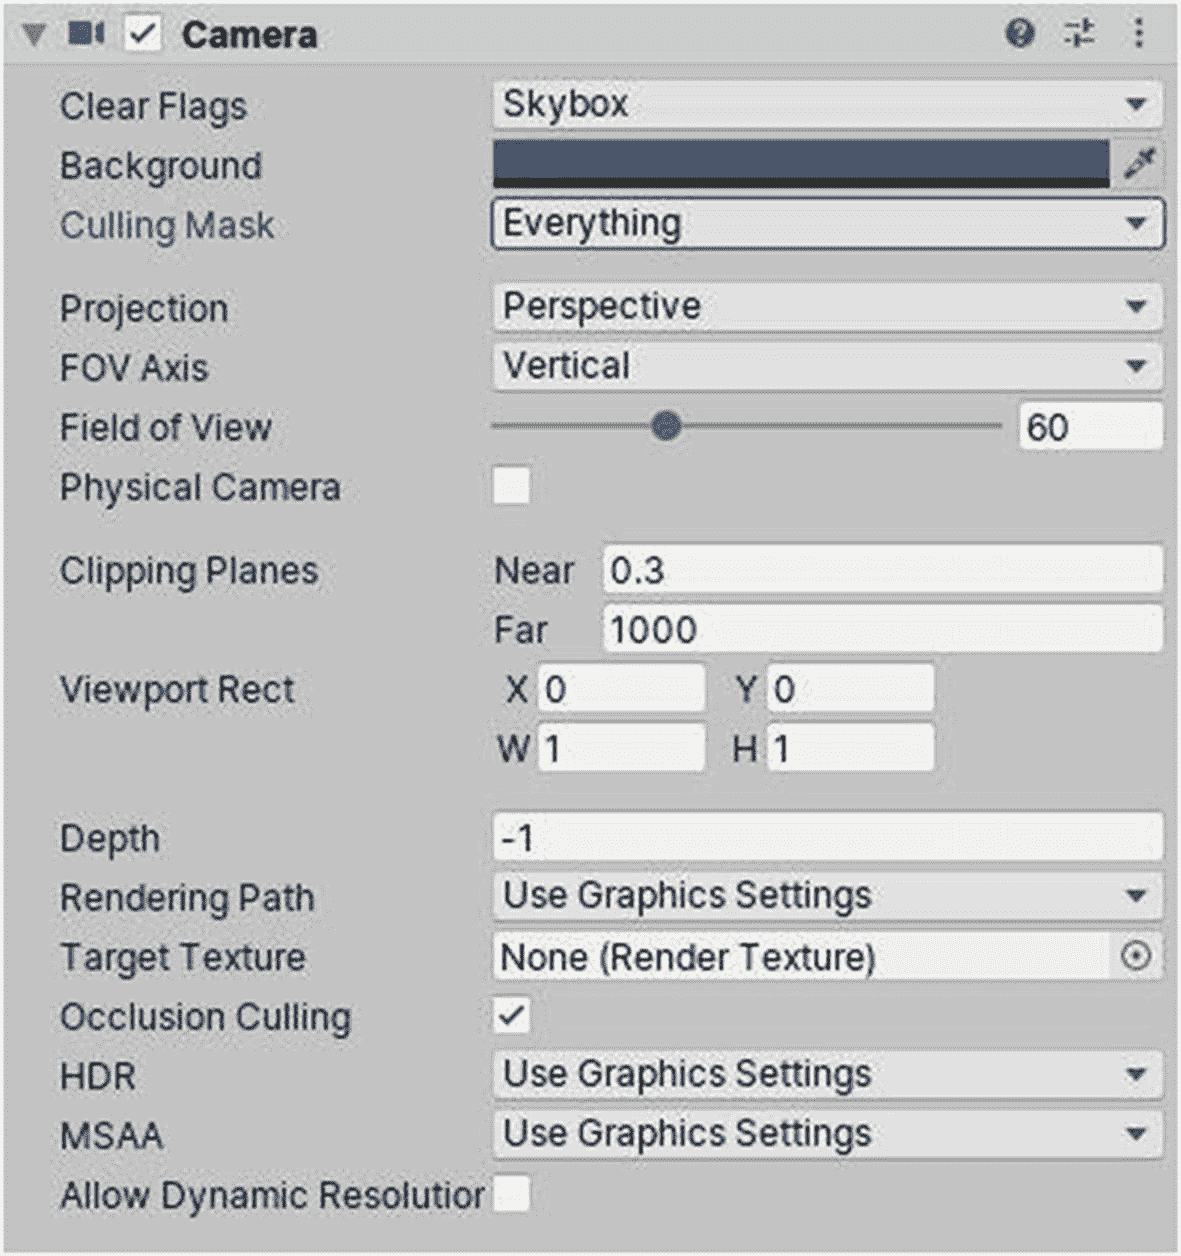 Camera
Clear Flags Skybox
Background
Culling Mask Everything
Projection Perspective
FOV Axis Vertical
Field of View 60
Physical Camera
Clipping Planes Near 0.3
Far 1000
Viewport Rect X 0 Y 0
W 1 H 1
Depth -1
Rendering Path Use Graphics Settings
Target Texture None (Render Texture)
Occlusion Culling
HDR Use Graphics Settings
MSAA Use Graphics Settings
Allow Dynamic Resolution